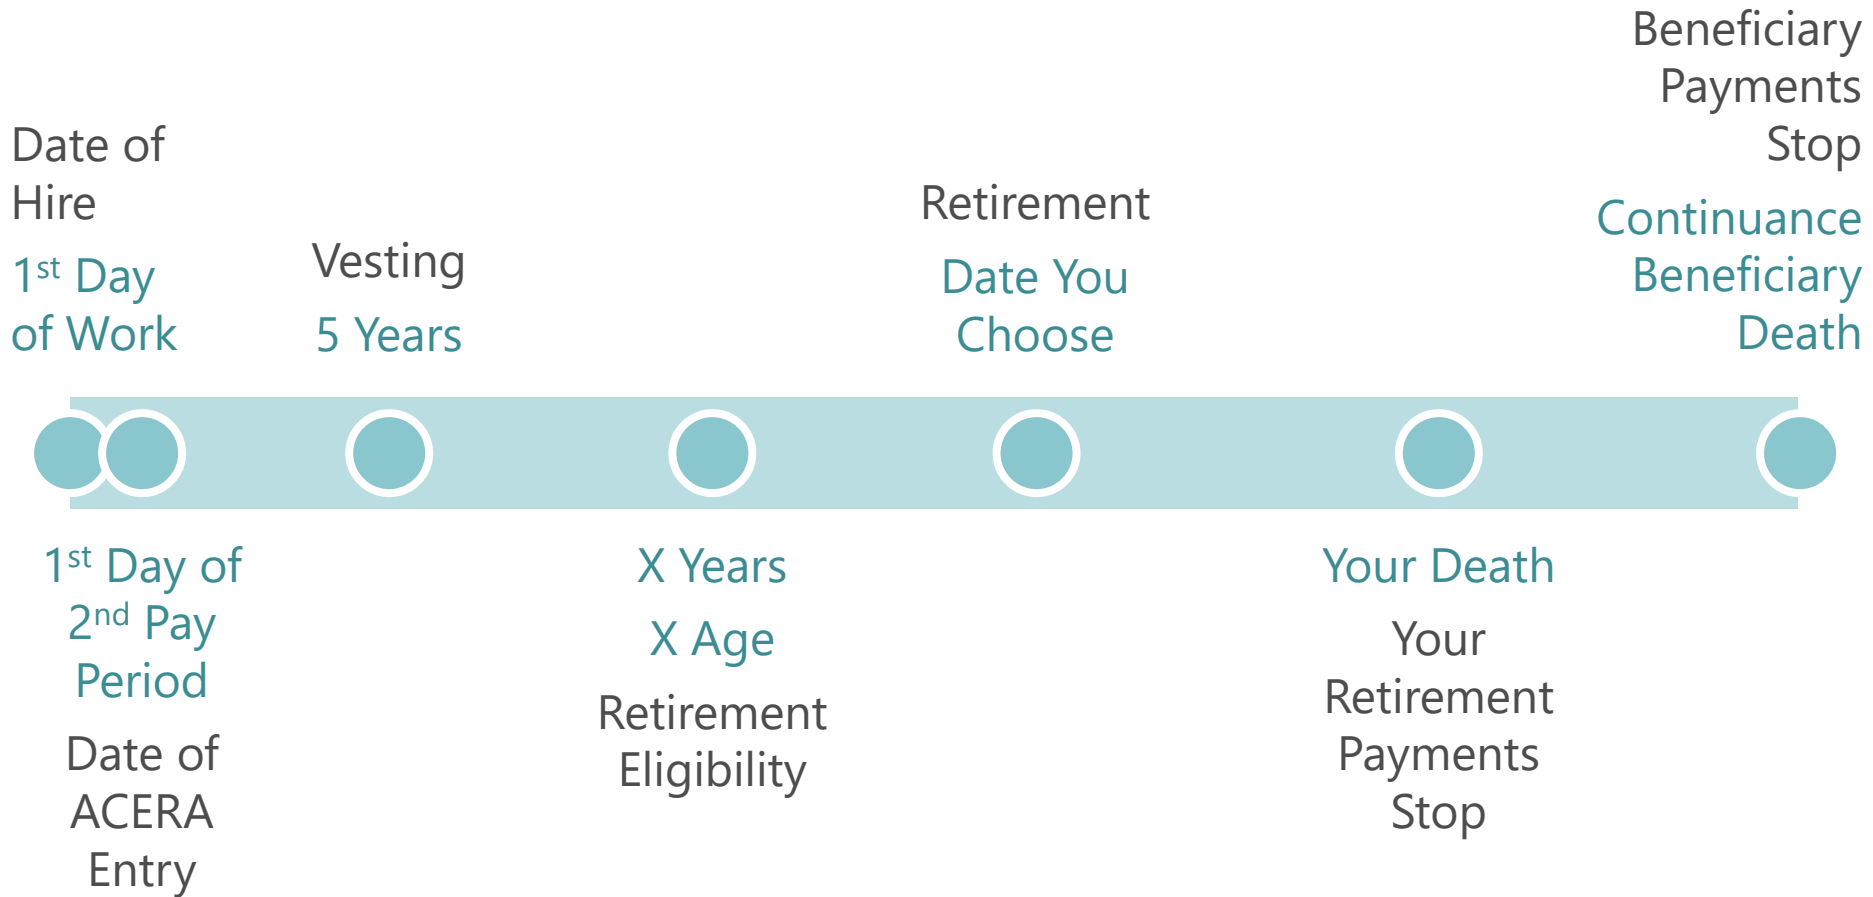 Date of
Hire
1st Day
of Work
Vesting
5 Years
Retirement
Date You
Choose
Beneficiary
Payments
Stop
Continuance
Beneficiary
Death
1st Day of
2nd Pay
Period
Date of
ACERA
Entry
X Years
X Age
Retirement
Eligibility
Your Death
Your
Retirement
Payments
Stop